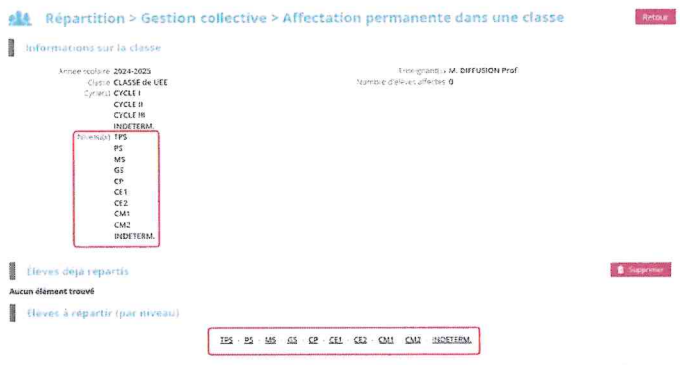 Répartition > Gestion collective > Affectation permanente dans une classe
Retour
Informations sur la classe
Année scolaire 2024-2025
Enseignant(s) M. DIFFUSION Prof
Classe CLASSE de UEE
Nombre d'élèves affectés 0
Cycle(s) CYCLE I
CYCLE II
CYCLE III
INDETERM.
Niveau(x) TPS
PS
MS
GS
CP
CE1
CE2
CM1
CM2
INDETERM.
Elèves déjà répartis
Supprimer
Aucun élément trouvé
Elèves à répartir (par niveau)
TPS - PS - MS - GS - CP - CE1 - CE2 - CM1 - CM2 - INDETERM.